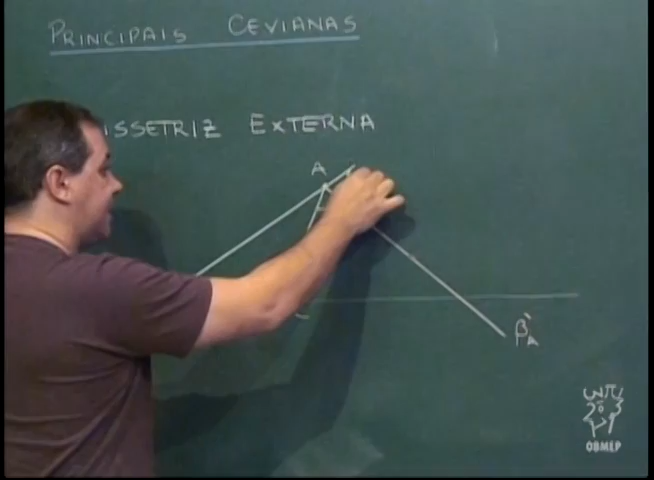 PRINCIPAIS CEVIANAS
ISSETRIZ EXTERNA
A
β'A
OBMEP